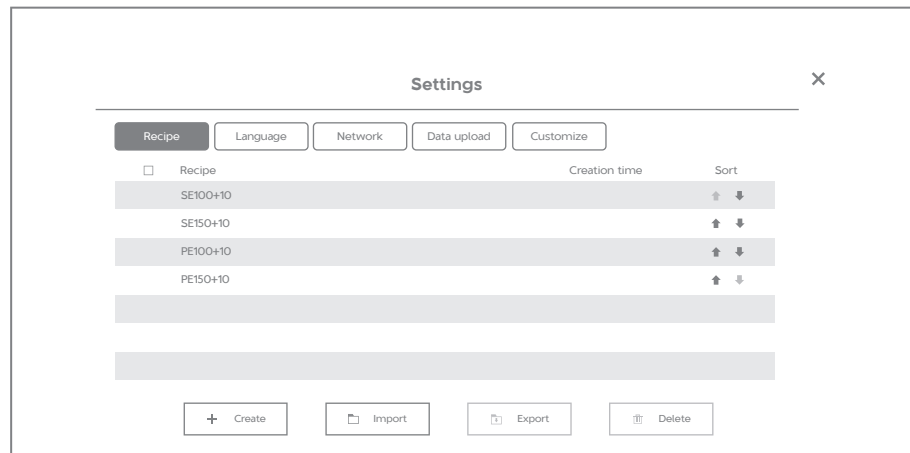 Settings
Recipe Language Network Data upload Customize
Recipe Creation time Sort
SE100+10
SE150+10
PE100+10
PE150+10
Create Import Export Delete